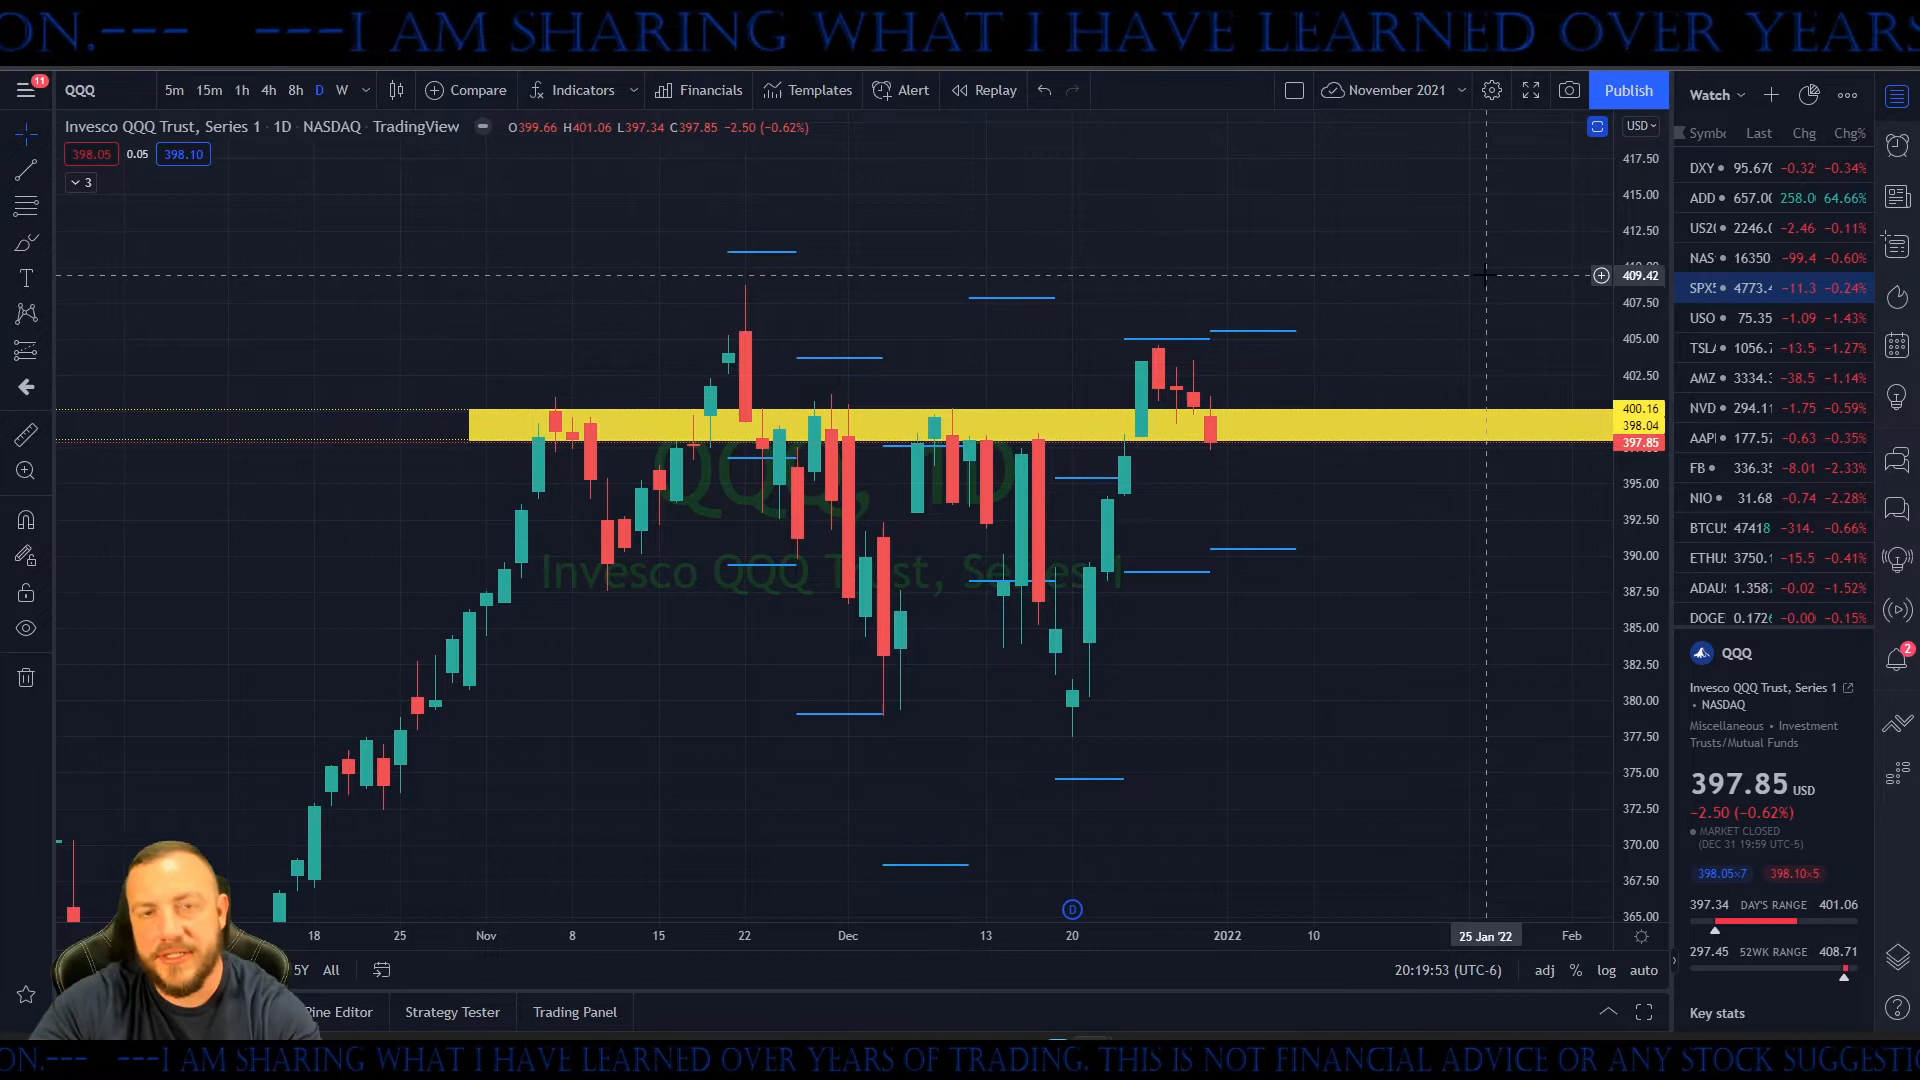 ON.--- ---I AM SHARING WHAT I HAVE LEARNED OVER YEARS
11
QQQ 5m 15m 1h 4h 8h D W Compare Indicators Financials Templates Alert Replay November 2021 Publish
Watch
Invesco QQQ Trust, Series 1 · 1D · NASDAQ · TradingView O399.66 H401.06 L397.34 C397.85 −2.50 (−0.62%)
USD
398.05 0.05 398.10
3
Last Chg Chg%
DXY 95.670 −0.32 −0.34%
ADD 657.00 258.0 64.66%
2246.0 −2.46 −0.11%
NAS 16350 −99.4 −0.60%
4773.4 −11.3 −0.24%
USO 75.35 −1.09 −1.43%
1056.7 −13.5 −1.27%
AMZ 3334.3 −38.5 −1.14%
NVD 294.11 −1.75 −0.59%
177.57 −0.63 −0.35%
FB 336.35 −8.01 −2.33%
NIO 31.68 −0.74 −2.28%
47418 −314. −0.66%
3750.1 −15.5 −0.41%
1.3587 −0.02 −1.52%
DOGE 0.1726 −0.00 −0.15%
417.50
415.00
412.50
409.42
407.50
405.00
402.50
400.16
398.04
397.85
395.00
392.50
390.00
387.50
385.00
382.50
380.00
377.50
375.00
372.50
370.00
367.50
365.00
QQQ, 1D
Invesco QQQ Trust, Series 1
D
18 25 Nov 8 15 22 Dec 13 20 2022 10 25 Jan '22 Feb
5Y All
20:19:53 (UTC-6) adj % log auto
Pine Editor Strategy Tester Trading Panel
2
QQQ
Invesco QQQ Trust, Series 1
• NASDAQ
Miscellaneous • Investment
Trusts/Mutual Funds
397.85 USD
−2.50 (−0.62%)
MARKET CLOSED
(DEC 31 19:59 UTC-5)
398.05×7 398.10×5
397.34 DAY'S RANGE 401.06
297.45 52WK RANGE 408.71
Key stats
ON.--- ---I AM SHARING WHAT I HAVE LEARNED OVER YEARS OF TRADING. THIS IS NOT FINANCIAL ADVICE OR ANY STOCK SUGGESTIO